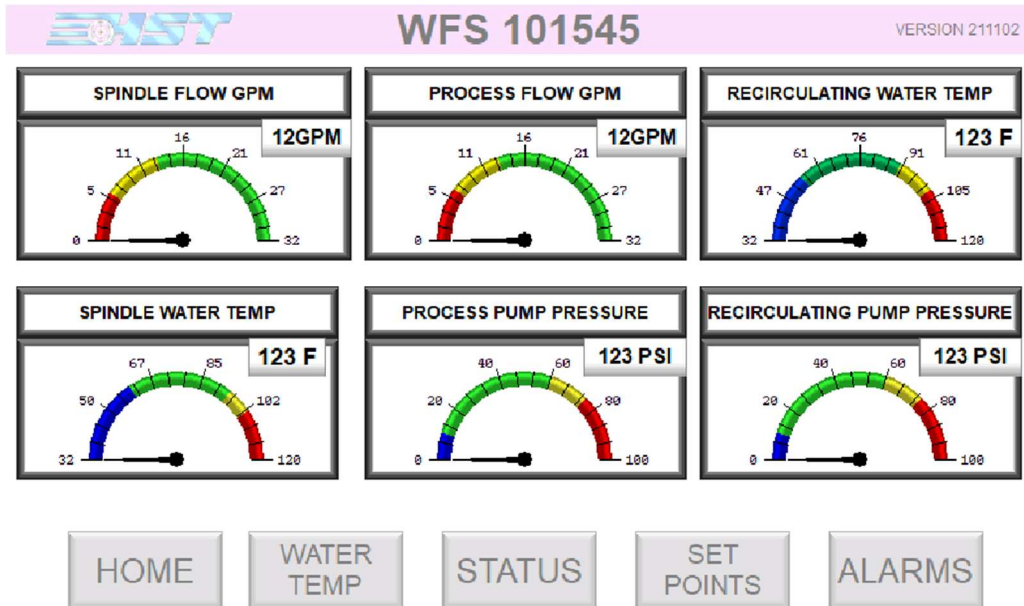 HST
WFS 101545
VERSION 211102
SPINDLE FLOW GPM
12GPM
0 5 11 16 21 27 32
PROCESS FLOW GPM
12GPM
0 5 11 16 21 27 32
RECIRCULATING WATER TEMP
123 F
32 47 61 76 91 105 120
SPINDLE WATER TEMP
123 F
32 50 67 85 102 120
PROCESS PUMP PRESSURE
123 PSI
0 20 40 60 80 100
RECIRCULATING PUMP PRESSURE
123 PSI
0 20 40 60 80 100
HOME
WATER
TEMP
STATUS
SET
POINTS
ALARMS